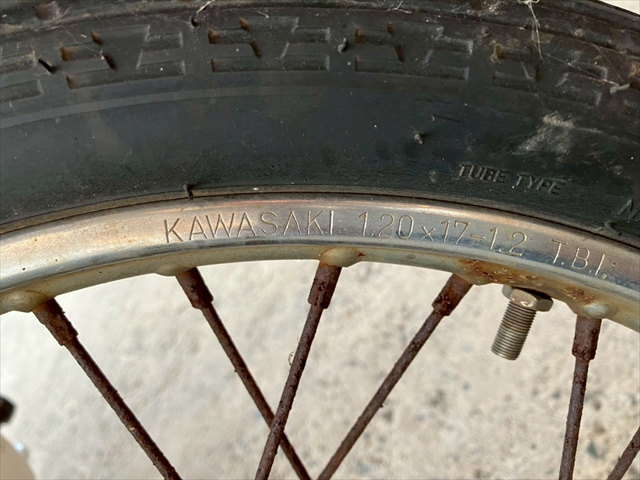 TUBE TYPE
KAWASAKI 1.20 x 17-1.2 T.B.I.